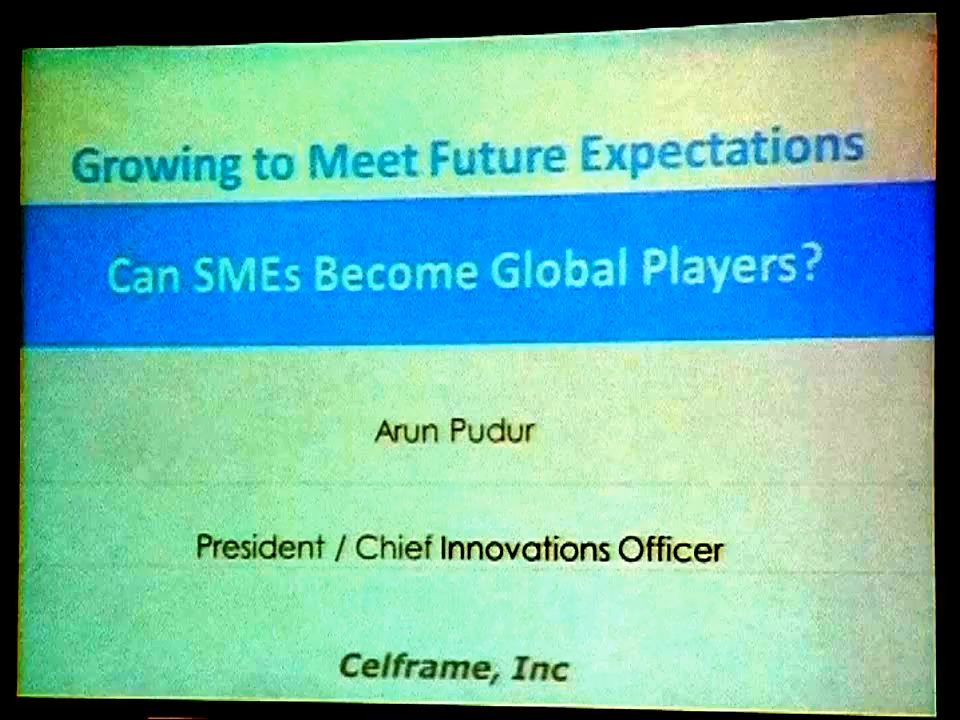 Growing to Meet Future Expectations
Can SMEs Become Global Players?
Arun Pudur
President / Chief Innovations Officer
Celframe, Inc